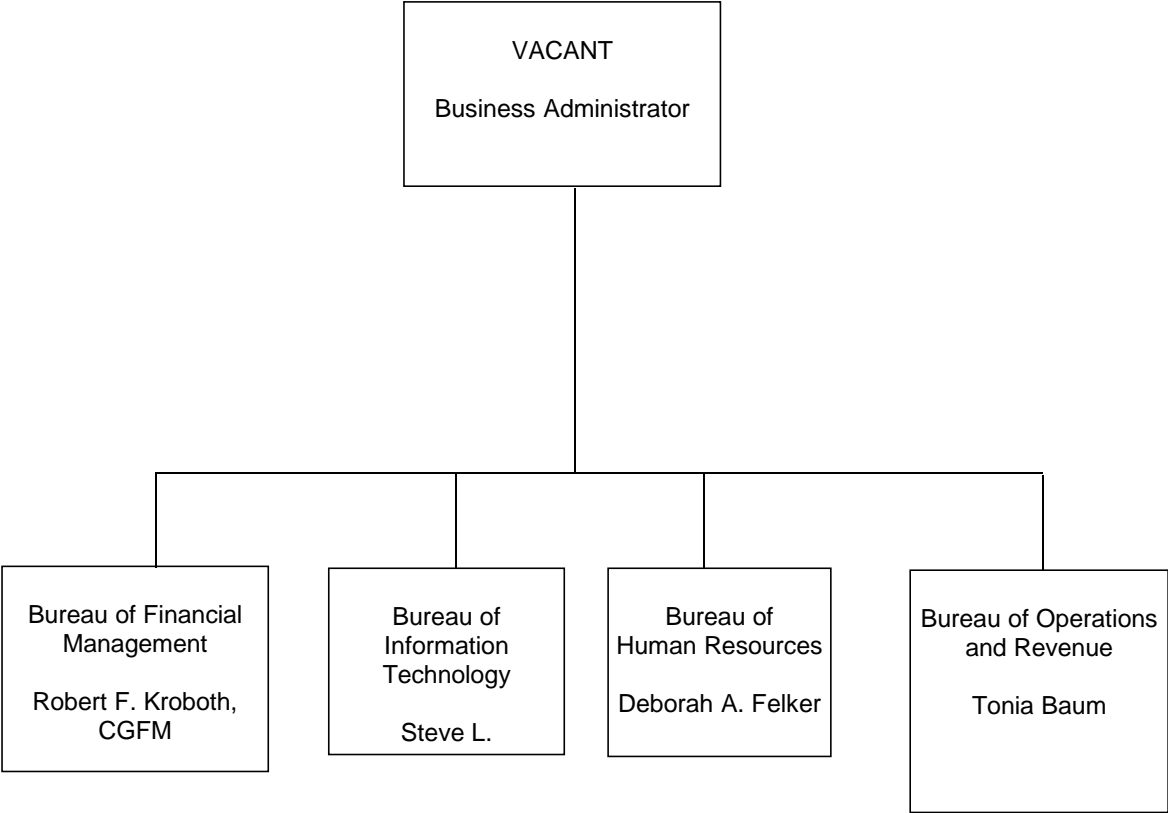 VACANT
Business Administrator
Bureau of Financial
Management
Robert F. Kroboth,
CGFM
Bureau of
Information
Technology
Steve L.
Bureau of
Human Resources
Deborah A. Felker
Bureau of Operations
and Revenue
Tonia Baum